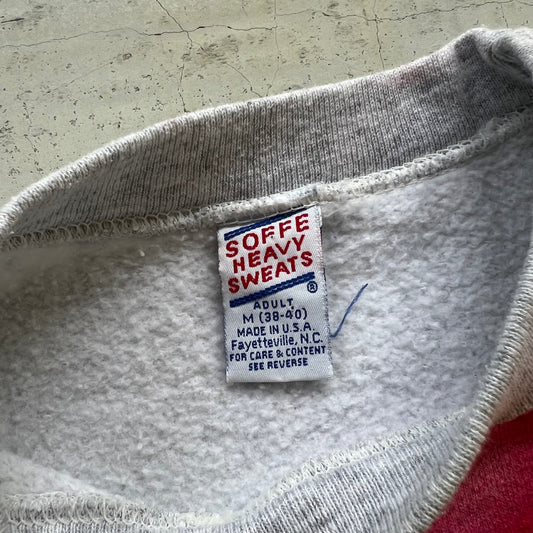 SOFFE
HEAVY
SWEATS
®
ADULT
M (38-40)
MADE IN U.S.A.
Fayetteville, N.C.
FOR CARE & CONTENT
SEE REVERSE